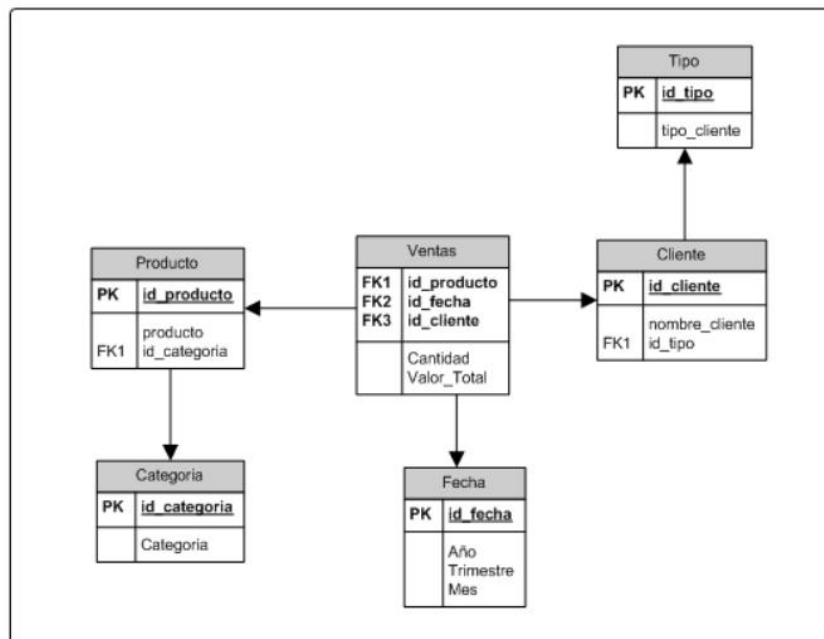 Tipo
PK id_tipo
tipo_cliente
Producto
PK id_producto
producto
FK1 id_categoria
Ventas
FK1 id_producto
FK2 id_fecha
FK3 id_cliente
Cantidad
Valor_Total
Cliente
PK id_cliente
nombre_cliente
FK1 id_tipo
Categoria
PK id_categoria
Categoria
Fecha
PK id_fecha
Año
Trimestre
Mes